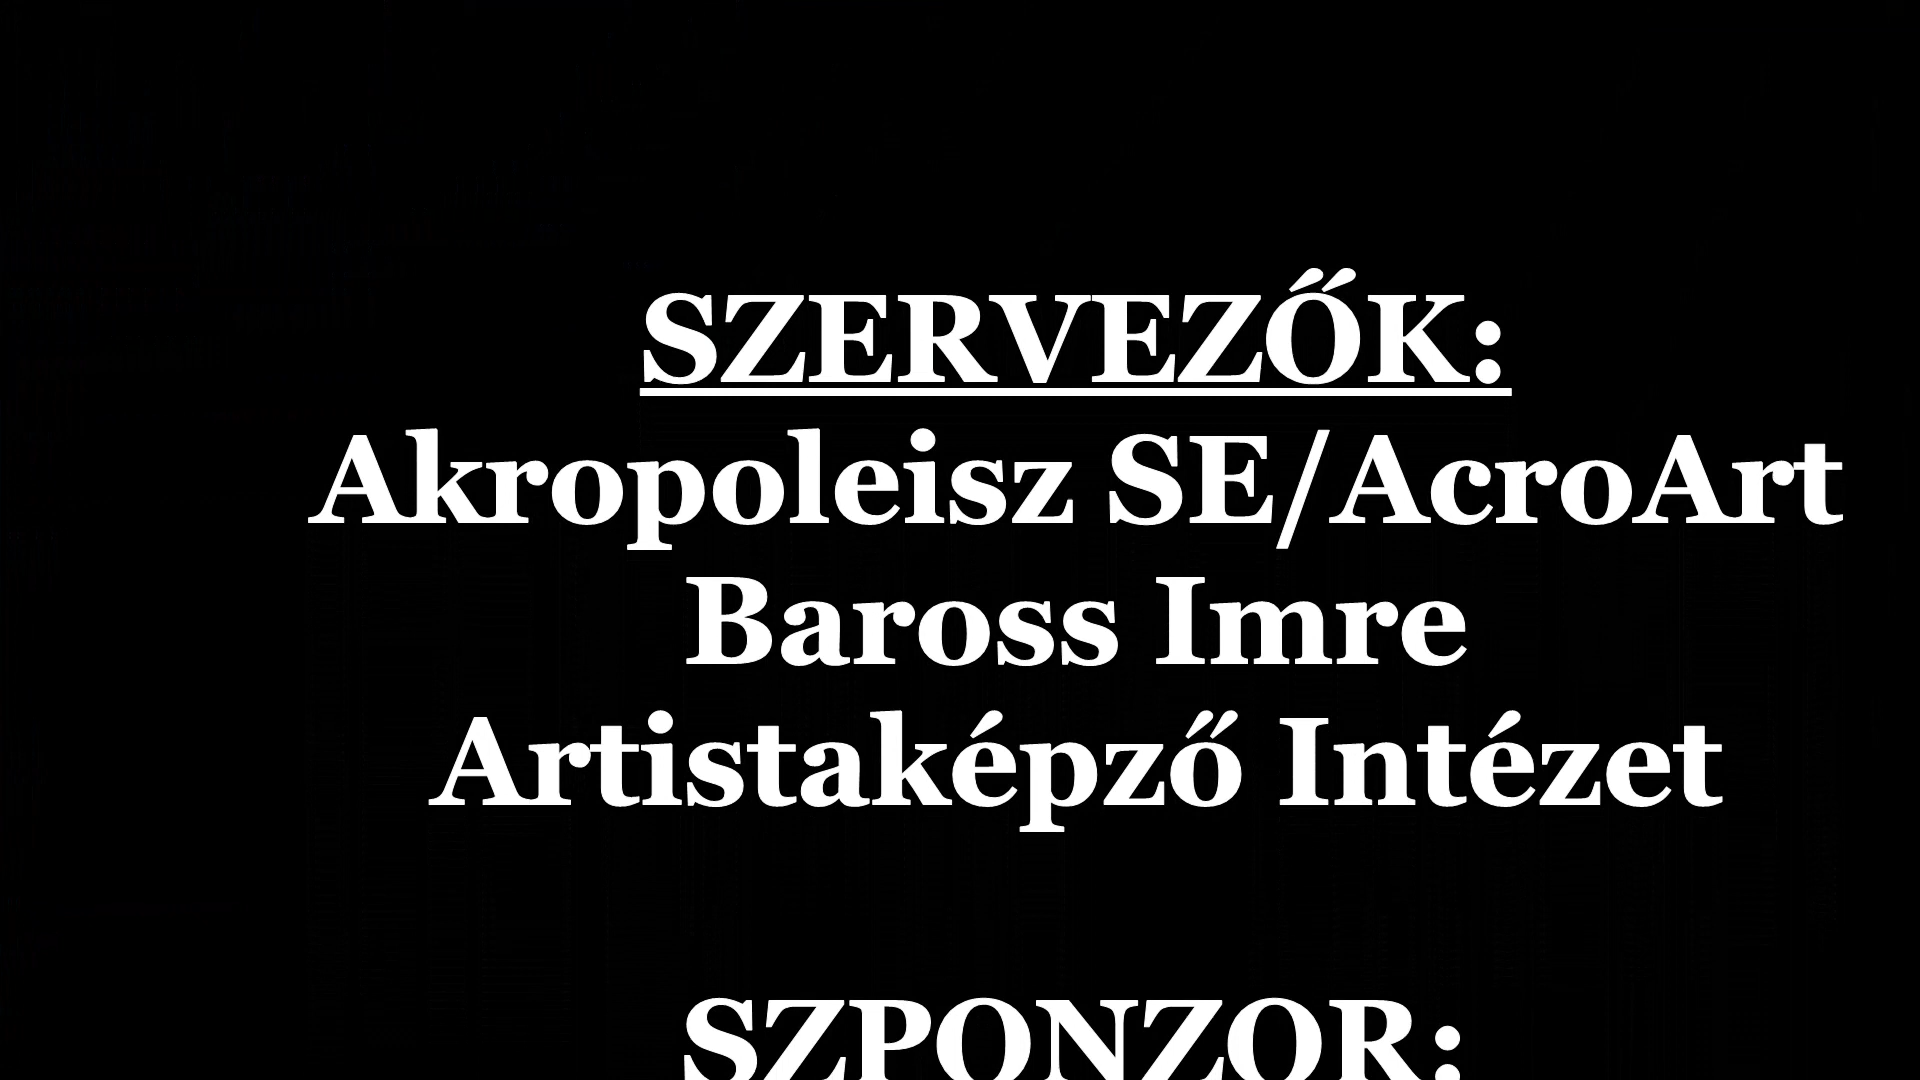 SZERVEZŐK:
Akropoleisz SE/AcroArt
Baross Imre
Artistaképző Intézet
SZPONZOR: